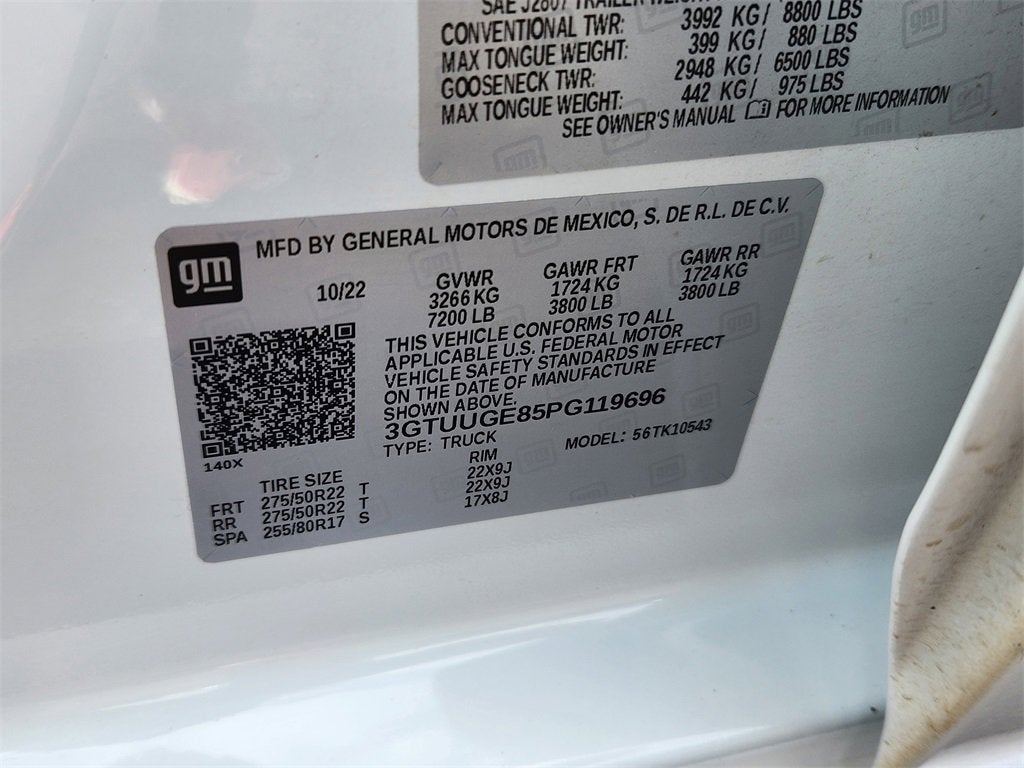 SAE J2807 TRAILER WEIGHT
CONVENTIONAL TWR: 3992 KG/ 8800 LBS
MAX TONGUE WEIGHT: 399 KG/ 880 LBS
GOOSENECK TWR: 2948 KG/ 6500 LBS
MAX TONGUE WEIGHT: 442 KG/ 975 LBS
SEE OWNER'S MANUAL FOR MORE INFORMATION
gm
MFD BY GENERAL MOTORS DE MEXICO, S. DE R.L. DE C.V.
10/22 GVWR GAWR FRT GAWR RR
3266 KG 1724 KG 1724 KG
7200 LB 3800 LB 3800 LB
THIS VEHICLE CONFORMS TO ALL
APPLICABLE U.S. FEDERAL MOTOR
VEHICLE SAFETY STANDARDS IN EFFECT
ON THE DATE OF MANUFACTURE
SHOWN ABOVE.
3GTUUGE85PG119696
TYPE: TRUCK MODEL: 56TK10543
140X
TIRE SIZE RIM
FRT 275/50R22 T 22X9J
RR 275/50R22 T 22X9J
SPA 255/80R17 S 17X8J